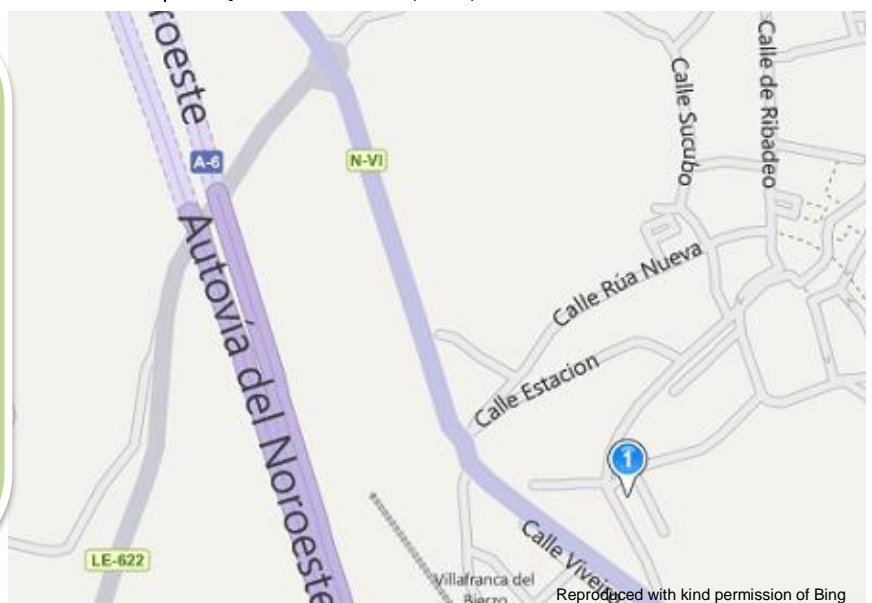 roeste
A-6
N-VI
Calle Sucubo
Calle de Ribadeo
Autovía del Noroeste
Calle Rúa Nueva
Calle Estacion
1
LE-622
Calle
Villafranca del
Bierzo
Reproduced with kind permission of Bing